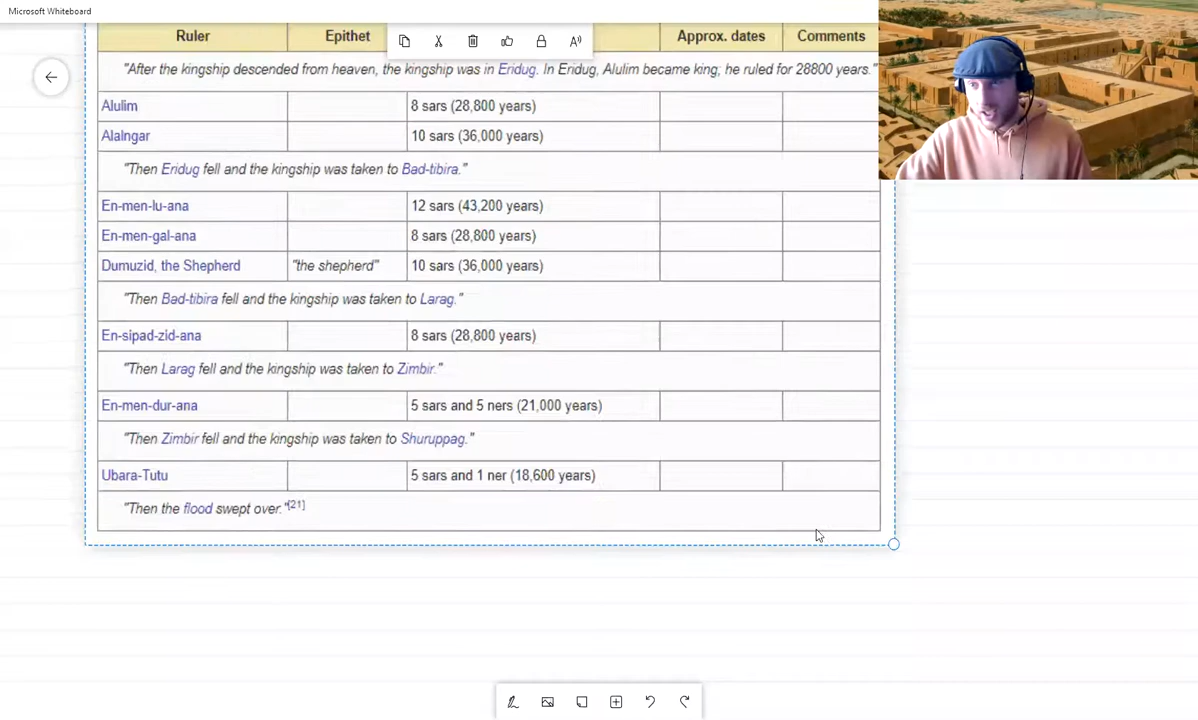 Microsoft Whiteboard
Ruler Epithet Approx. dates Comments
"After the kingship descended from heaven, the kingship was in Eridug. In Eridug, Alulim became king; he ruled for 28800 years."
Alulim 8 sars (28,800 years)
Alalngar 10 sars (36,000 years)
"Then Eridug fell and the kingship was taken to Bad-tibira."
En-men-lu-ana 12 sars (43,200 years)
En-men-gal-ana 8 sars (28,800 years)
Dumuzid, the Shepherd "the shepherd" 10 sars (36,000 years)
"Then Bad-tibira fell and the kingship was taken to Larag."
En-sipad-zid-ana 8 sars (28,800 years)
"Then Larag fell and the kingship was taken to Zimbir."
En-men-dur-ana 5 sars and 5 ners (21,000 years)
"Then Zimbir fell and the kingship was taken to Shuruppag."
Ubara-Tutu 5 sars and 1 ner (18,600 years)
"Then the flood swept over."[21]